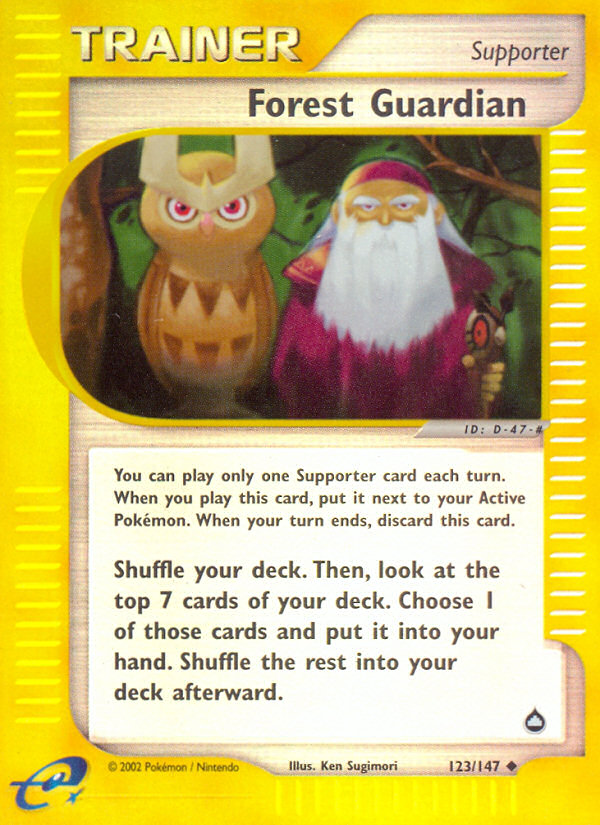 TRAINER
Supporter
Forest Guardian
ID: D-47-#
You can play only one Supporter card each turn.
When you play this card, put it next to your Active
Pokémon. When your turn ends, discard this card.
Shuffle your deck. Then, look at the
top 7 cards of your deck. Choose 1
of those cards and put it into your
hand. Shuffle the rest into your
deck afterward.
© 2002 Pokémon / Nintendo
Illus. Ken Sugimori
123/147 ◆